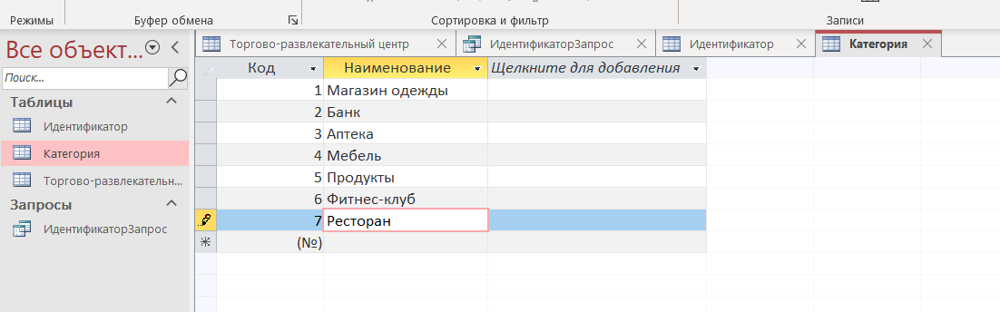 Режимы
Буфер обмена
Сортировка и фильтр
Записи
Все объект...
Поиск...
Таблицы
Идентификатор
Категория
Торгово-развлекательн...
Запросы
ИдентификаторЗапрос
Торгово-развлекательный центр
ИдентификаторЗапрос
Идентификатор
Категория
Код Наименование Щелкните для добавления
1 Магазин одежды
2 Банк
3 Аптека
4 Мебель
5 Продукты
6 Фитнес-клуб
7 Ресторан
(№)